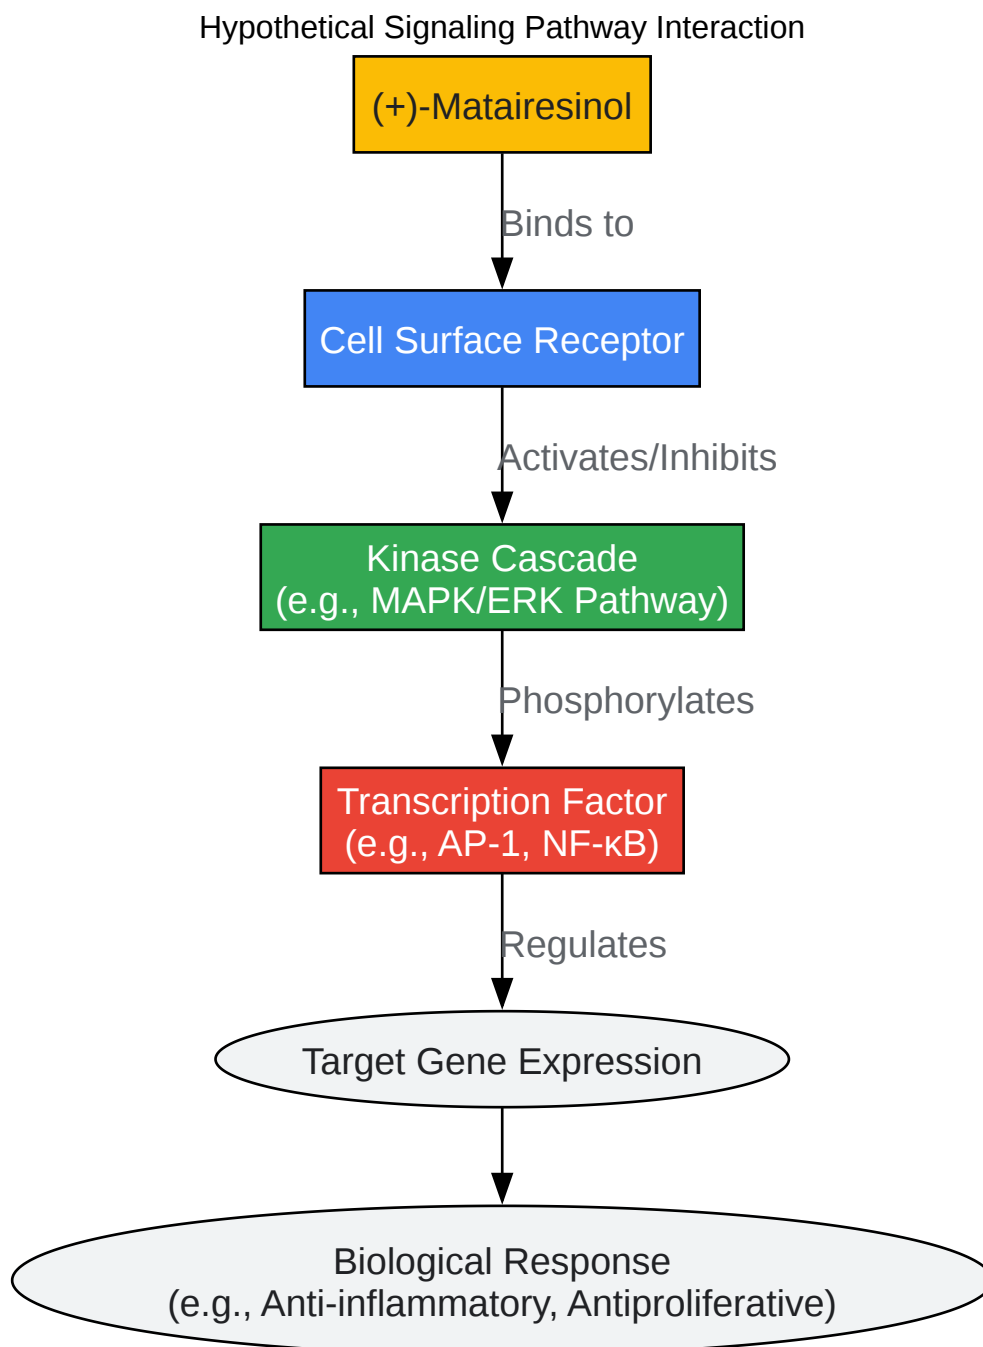 Hypothetical Signaling Pathway Interaction
(+)-Matairesinol
Binds to
Cell Surface Receptor
Activates/Inhibits
Kinase Cascade
(e.g., MAPK/ERK Pathway)
Phosphorylates
Transcription Factor
(e.g., AP-1, NF-κB)
Regulates
Target Gene Expression
Biological Response
(e.g., Anti-inflammatory, Antiproliferative)